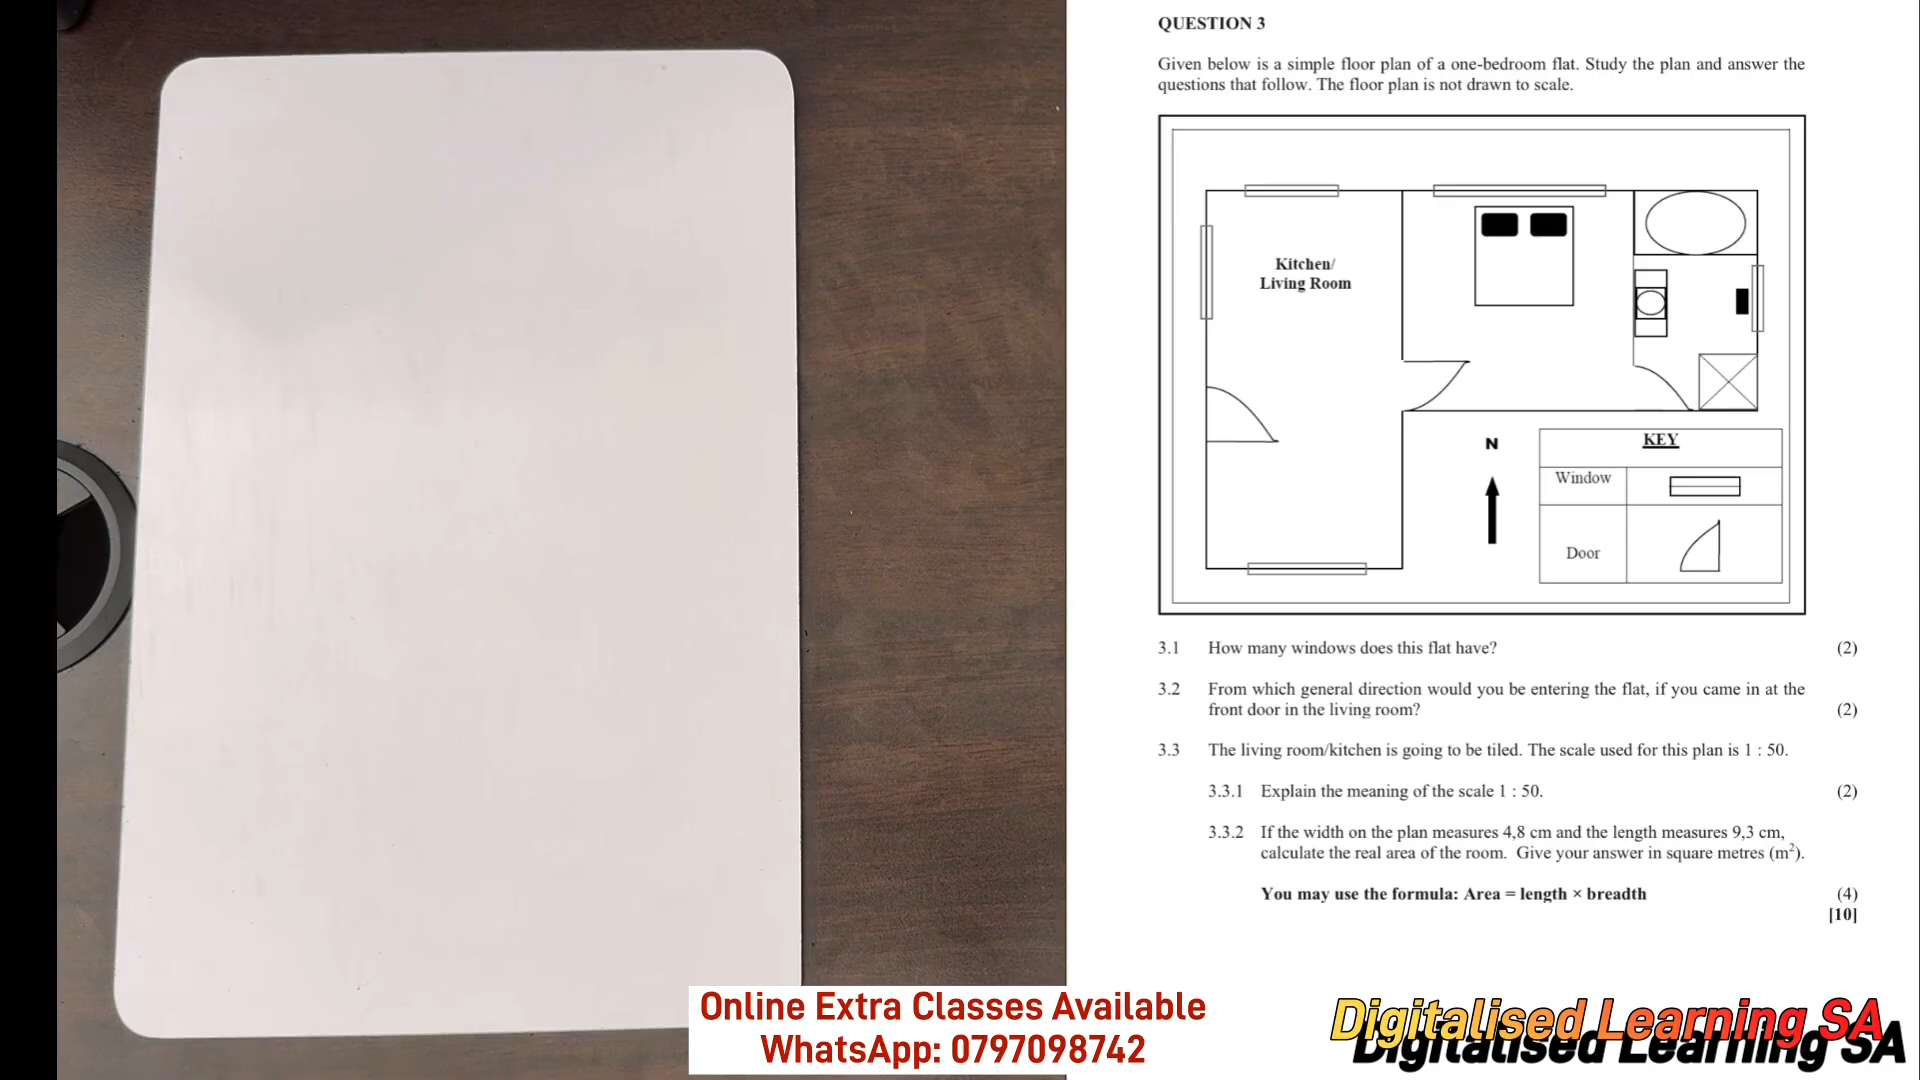 QUESTION 3
Given below is a simple floor plan of a one-bedroom flat. Study the plan and answer the
questions that follow. The floor plan is not drawn to scale.
Kitchen/
Living Room
N
KEY
Window
Door
3.1 How many windows does this flat have? (2)
3.2 From which general direction would you be entering the flat, if you came in at the
front door in the living room? (2)
3.3 The living room/kitchen is going to be tiled. The scale used for this plan is 1 : 50.
3.3.1 Explain the meaning of the scale 1 : 50. (2)
3.3.2 If the width on the plan measures 4,8 cm and the length measures 9,3 cm,
calculate the real area of the room. Give your answer in square metres (m²).
You may use the formula: Area = length × breadth (4)
[10]
Online Extra Classes Available
WhatsApp: 0797098742
Digitalised Learning SA